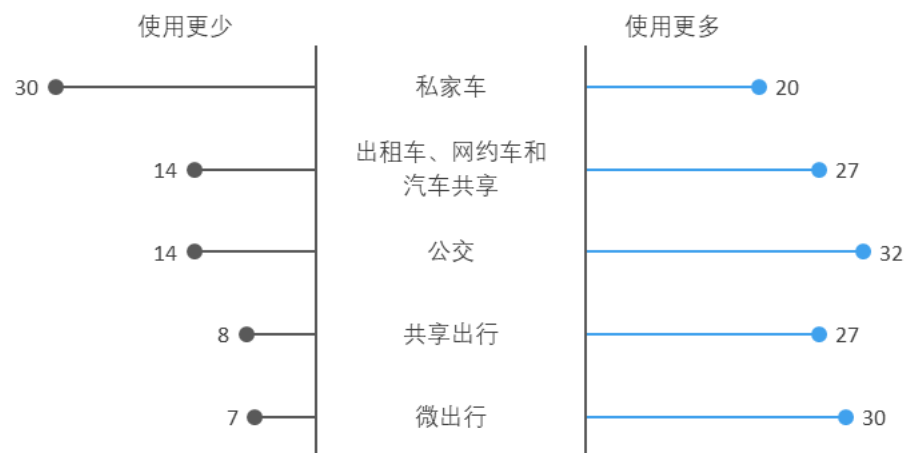 使用更少 使用更多
30 私家车 20
出租车、网约车和
汽车共享
14 27
14 公交 32
8 共享出行 27
7 微出行 30